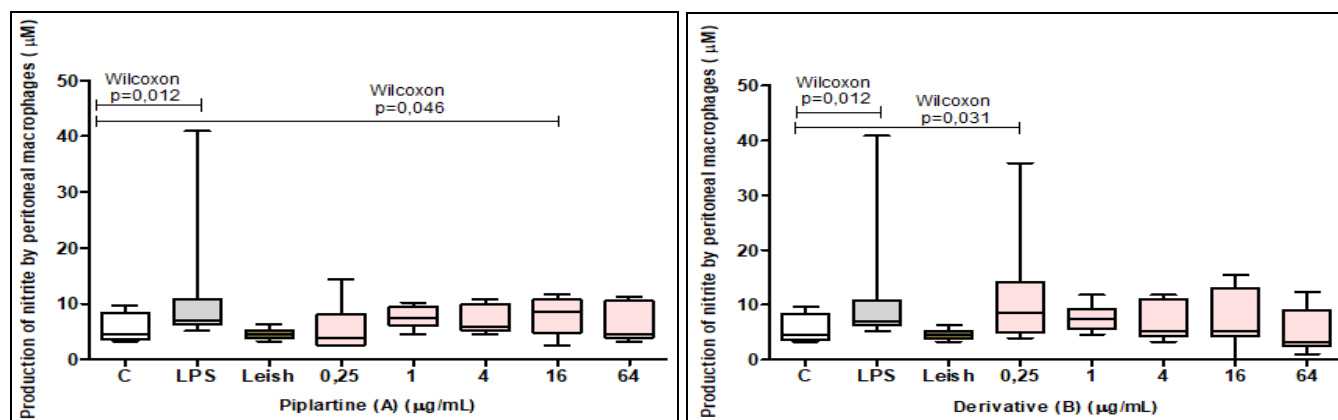 Production of nitrite by peritoneal macrophages ( μM)
50
40
30
20
10
0
Wilcoxon
p=0,012
Wilcoxon
p=0,046
C LPS Leish 0,25 1 4 16 64
Piplartine (A) (μg/mL)
Production of nitrite by peritoneal macrophages (μM)
50
40
30
20
10
0
Wilcoxon
p=0,012
Wilcoxon
p=0,031
C LPS Leish 0,25 1 4 16 64
Derivative (B) (μg/mL)